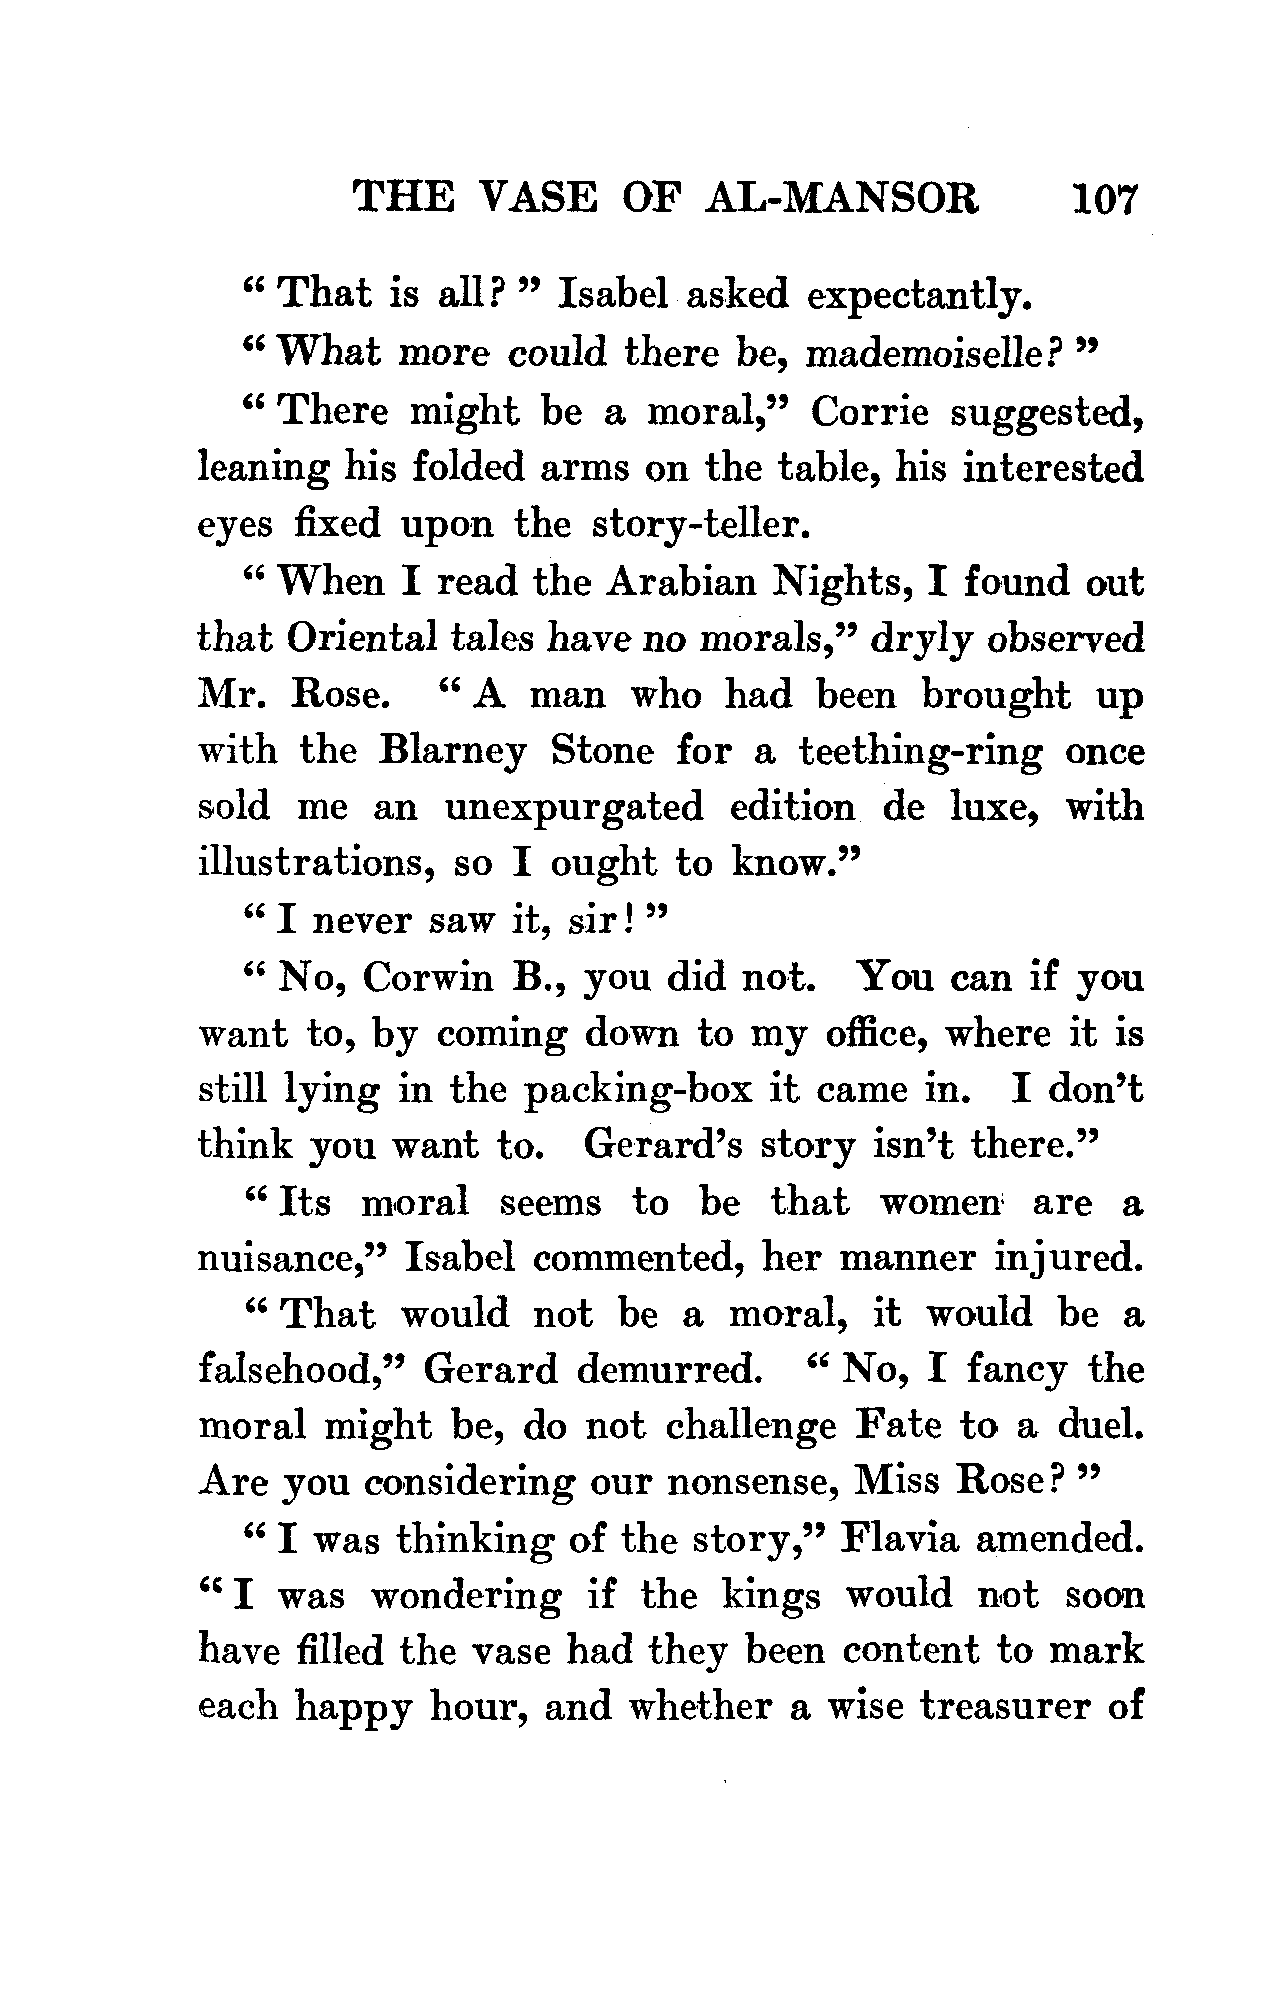 THE VASE OF AL-MANSOR 107
“ That is all? ” Isabel asked expectantly.
“ What more could there be, mademoiselle? ”
“ There might be a moral,” Corrie suggested,
leaning his folded arms on the table, his interested
eyes fixed upon the story-teller.
“ When I read the Arabian Nights, I found out
that Oriental tales have no morals,” dryly observed
Mr. Rose. “ A man who had been brought up
with the Blarney Stone for a teething-ring once
sold me an unexpurgated edition de luxe, with
illustrations, so I ought to know.”
“ I never saw it, sir! ”
“ No, Corwin B., you did not. You can if you
want to, by coming down to my office, where it is
still lying in the packing-box it came in. I don’t
think you want to. Gerard’s story isn’t there.”
“ Its moral seems to be that women are a
nuisance,” Isabel commented, her manner injured.
“ That would not be a moral, it would be a
falsehood,” Gerard demurred. “ No, I fancy the
moral might be, do not challenge Fate to a duel.
Are you considering our nonsense, Miss Rose? ”
“ I was thinking of the story,” Flavia amended.
“ I was wondering if the kings would not soon
have filled the vase had they been content to mark
each happy hour, and whether a wise treasurer of